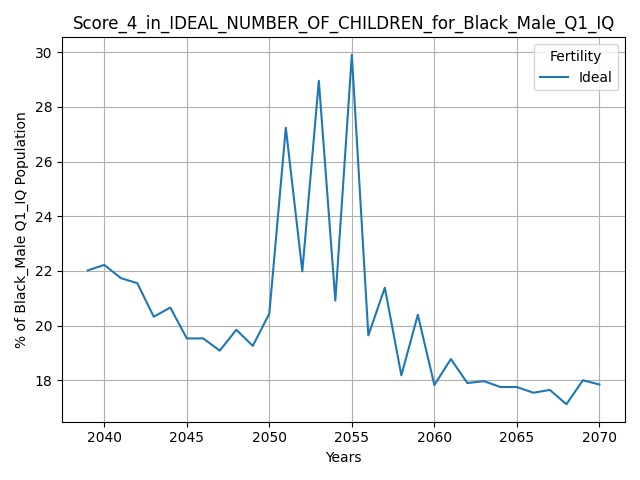 Score_4_in_IDEAL_NUMBER_OF_CHILDREN_for_Black_Male_Q1_IQ
Fertility
Ideal
% of Black_Male Q1_IQ Population
30
28
26
24
22
20
18
2040 2045 2050 2055 2060 2065 2070
Years